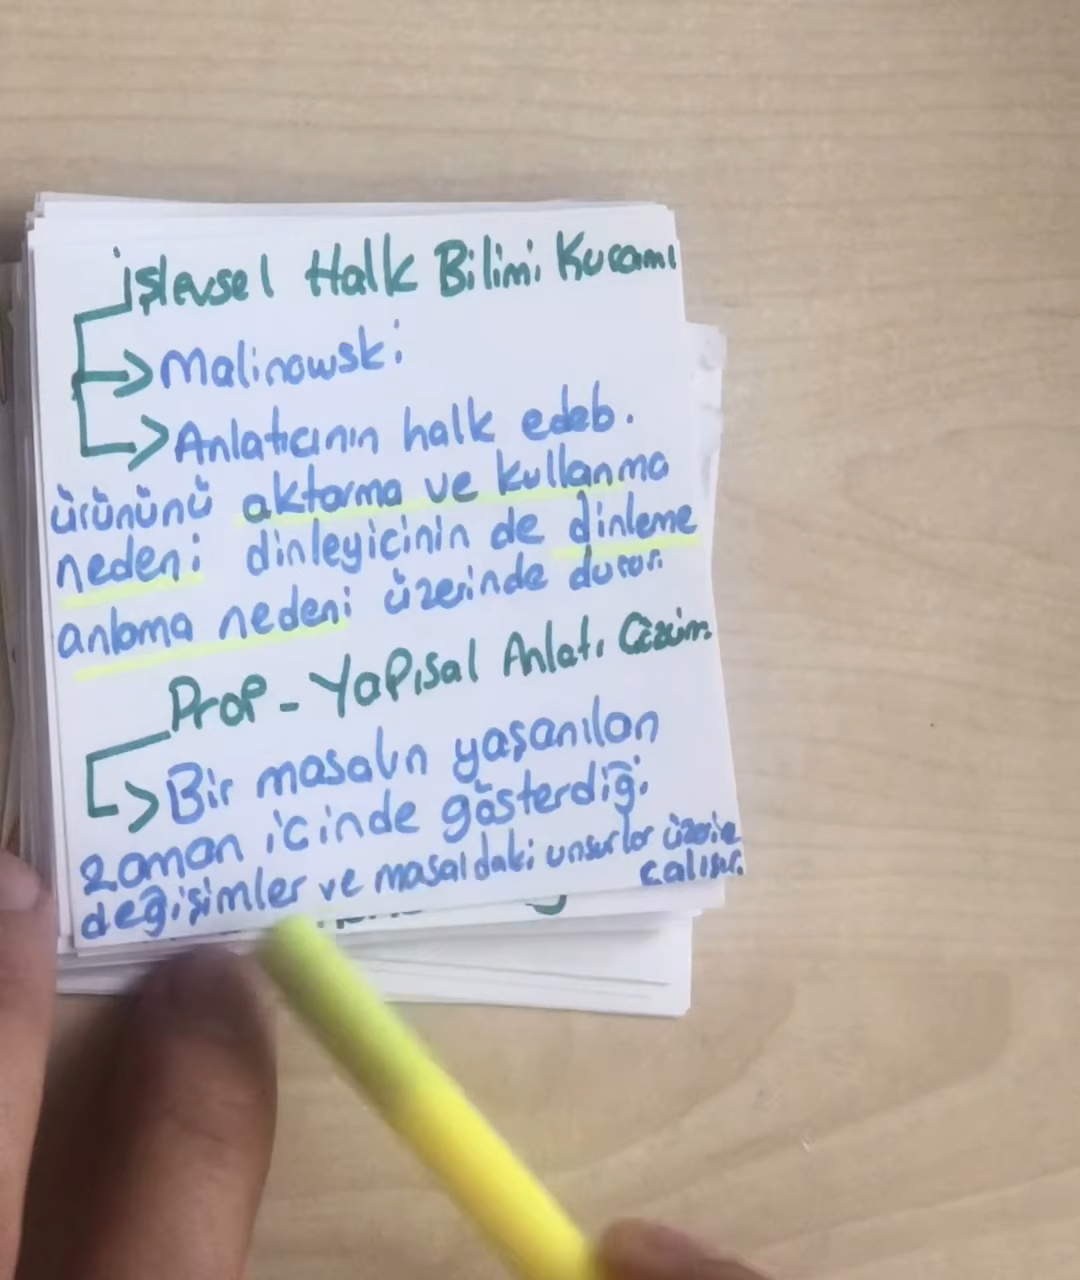 İşlevsel Halk Bilimi Kuramı
Malinowski
Anlatıcının halk edeb.
ürününü aktarma ve kullanma
nedeni dinleyicinin de dinleme
anlama nedeni üzerinde durur.
Prop - Yapısal Anlatı Çözüm.
Bir masalın yaşanılan
zaman içinde gösterdiği
değişimler ve masaldaki unsurlar üzerine
çalışır.